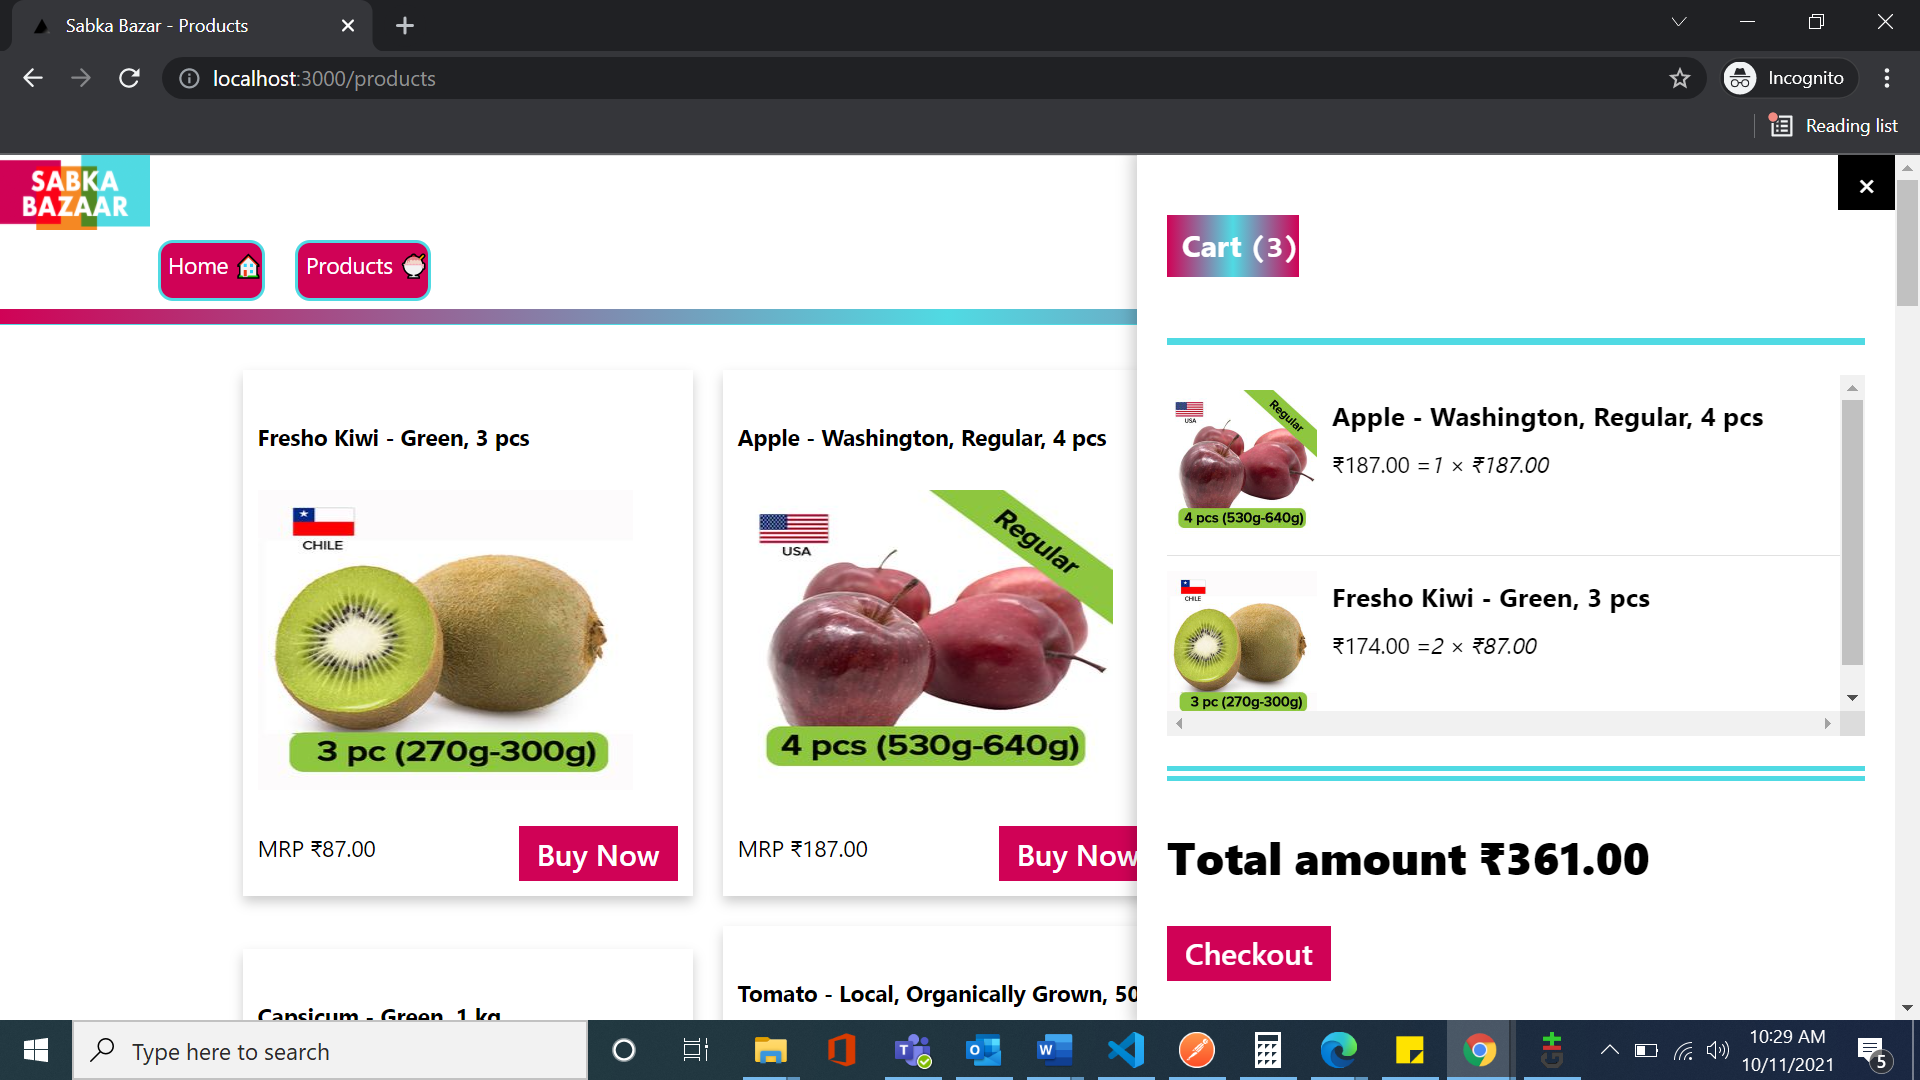 Sabka Bazar - Products
localhost:3000/products
Incognito
Reading list
SABKA
BAZAAR
Home
Products
Fresho Kiwi - Green, 3 pcs
CHILE
3 pc (270g-300g)
MRP ₹87.00
Buy Now
Apple - Washington, Regular, 4 pcs
USA
Regular
4 pcs (530g-640g)
MRP ₹187.00
Buy Now
Capsicum - Green, 1 kg
Tomato - Local, Organically Grown, 50
Cart (3)
USA
Regular
4 pcs (530g-640g)
Apple - Washington, Regular, 4 pcs
₹187.00 =1 × ₹187.00
CHILE
3 pc (270g-300g)
Fresho Kiwi - Green, 3 pcs
₹174.00 =2 × ₹87.00
Total amount ₹361.00
Checkout
Type here to search
10:29 AM
10/11/2021
5